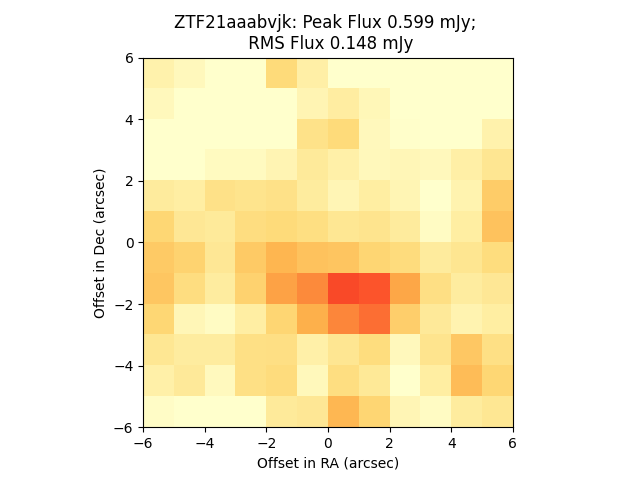 ZTF21aaabvjk: Peak Flux 0.599 mJy;
RMS Flux 0.148 mJy
6
4
2
0
−2
−4
−6
Offset in Dec (arcsec)
−6 −4 −2 0 2 4 6
Offset in RA (arcsec)